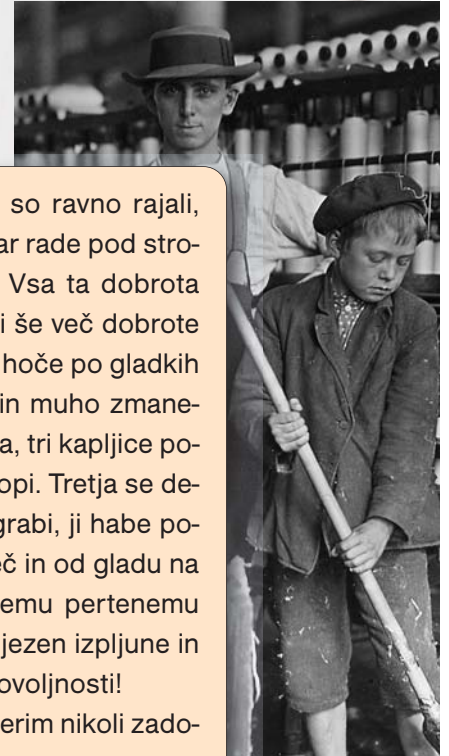 so ravno rajali,
ar rade pod stro-
Vsa ta dobrota
i še več dobrote
hoče po gladkih
in muho zmane-
a, tri kapljice po-
opi. Tretja se de-
grabi, ji habe po-
eč in od gladu na
emu pertenemu
jezen izpljune in
ovoljnosti!
erim nikoli zado-